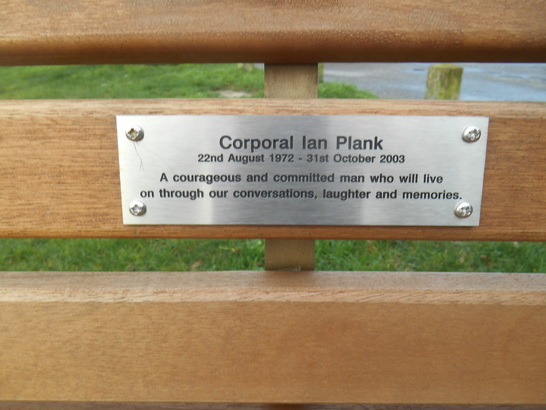 Corporal Ian Plank
22nd August 1972 - 31st October 2003
A courageous and committed man who will live
on through our conversations, laughter and memories.